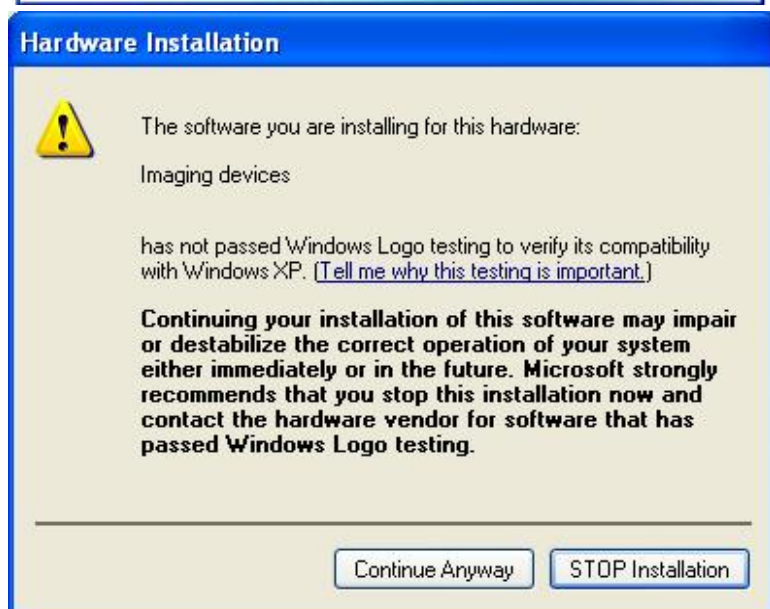 Hardware Installation
The software you are installing for this hardware:
Imaging devices
has not passed Windows Logo testing to verify its compatibility
with Windows XP. (Tell me why this testing is important.)
Continuing your installation of this software may impair
or destabilize the correct operation of your system
either immediately or in the future. Microsoft strongly
recommends that you stop this installation now and
contact the hardware vendor for software that has
passed Windows Logo testing.
Continue Anyway STOP Installation